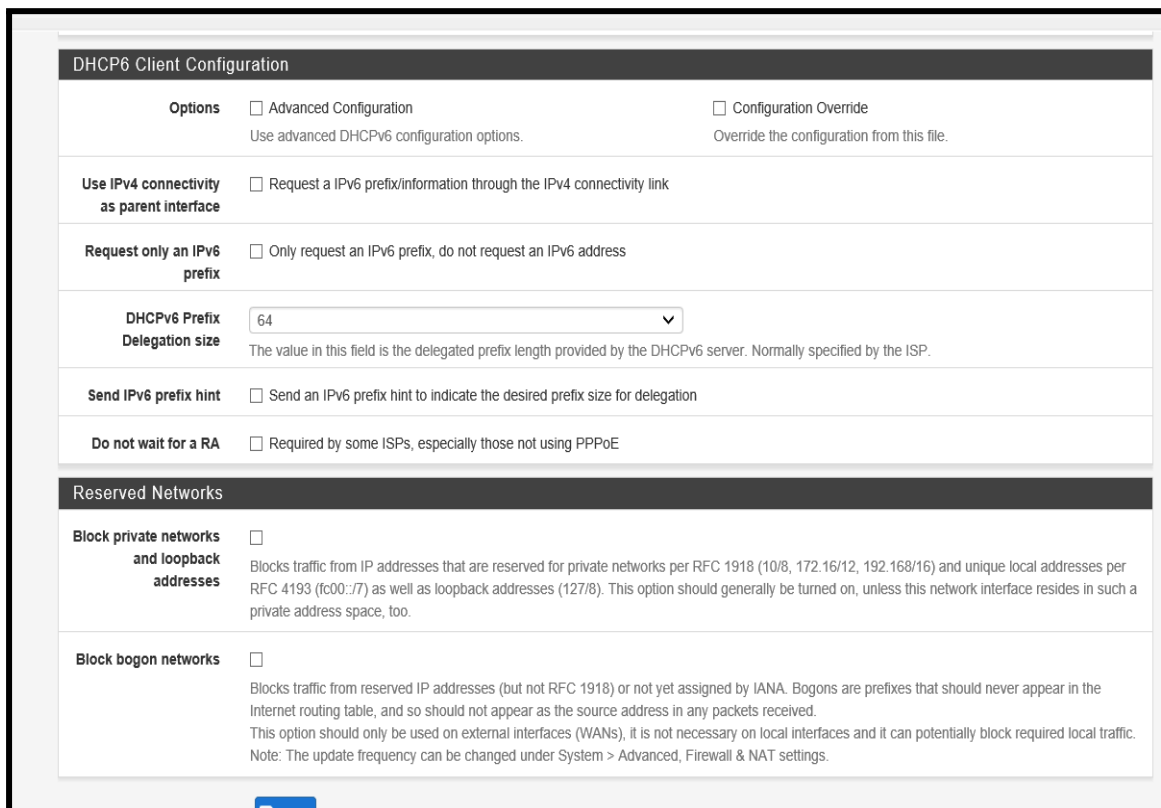 DHCP6 Client Configuration
Options
Advanced Configuration
Configuration Override
Use advanced DHCPv6 configuration options.
Override the configuration from this file.
Use IPv4 connectivity
as parent interface
Request a IPv6 prefix/information through the IPv4 connectivity link
Request only an IPv6
prefix
Only request an IPv6 prefix, do not request an IPv6 address
DHCPv6 Prefix
Delegation size
64
The value in this field is the delegated prefix length provided by the DHCPv6 server. Normally specified by the ISP.
Send IPv6 prefix hint
Send an IPv6 prefix hint to indicate the desired prefix size for delegation
Do not wait for a RA
Required by some ISPs, especially those not using PPPoE
Reserved Networks
Block private networks
and loopback
addresses
Blocks traffic from IP addresses that are reserved for private networks per RFC 1918 (10/8, 172.16/12, 192.168/16) and unique local addresses per
RFC 4193 (fc00::/7) as well as loopback addresses (127/8). This option should generally be turned on, unless this network interface resides in such a
private address space, too.
Block bogon networks
Blocks traffic from reserved IP addresses (but not RFC 1918) or not yet assigned by IANA. Bogons are prefixes that should never appear in the
Internet routing table, and so should not appear as the source address in any packets received.
This option should only be used on external interfaces (WANs), it is not necessary on local interfaces and it can potentially block required local traffic.
Note: The update frequency can be changed under System > Advanced, Firewall & NAT settings.